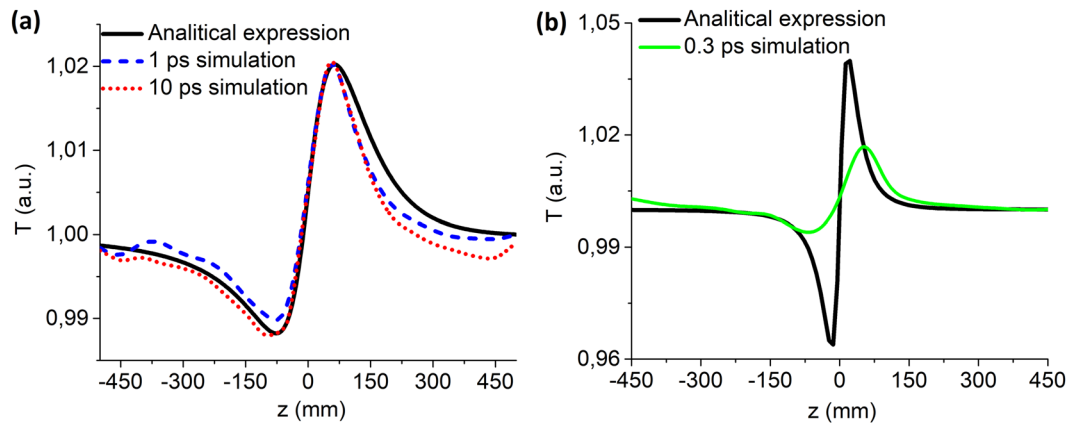 (a)
Analitical expression
1 ps simulation
10 ps simulation
1,02
1,01
1,00
0,99
T (a.u.)
-450 -300 -150 0 150 300 450
z (mm)
(b)
Analitical expression
0.3 ps simulation
1,05
1,02
0,99
0,96
T (a.u.)
-450 -300 -150 0 150 300 450
z (mm)